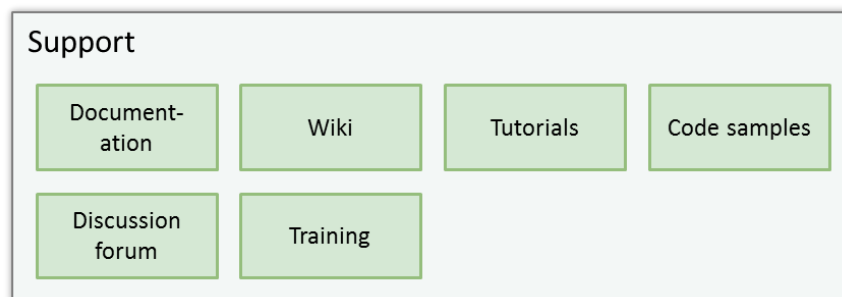 Support
Document-
ation
Wiki
Tutorials
Code samples
Discussion
forum
Training